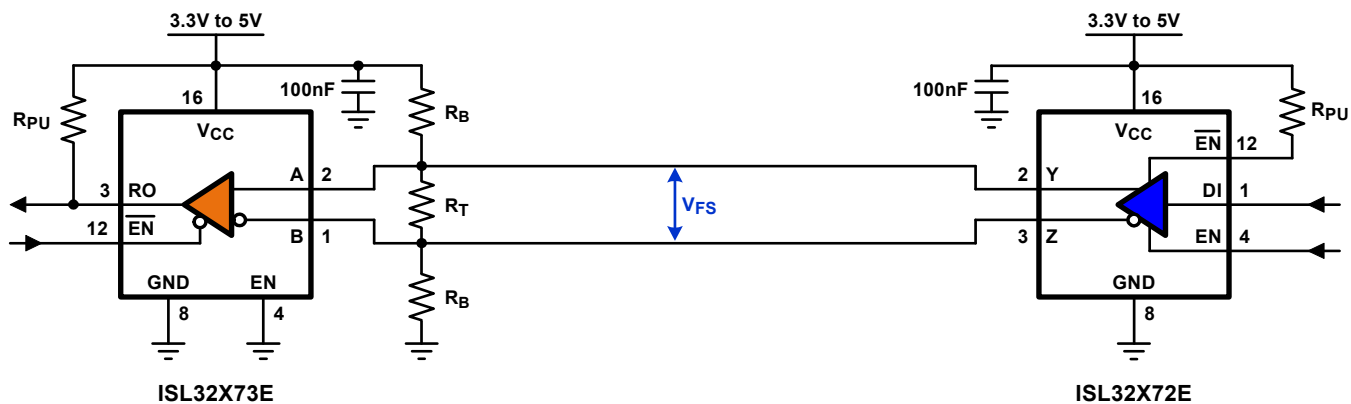 3.3V to 5V
3.3V to 5V
16
100nF
RB
RPU
VCC
A 2
3 RO
12 EN
RT
B 1
GND EN
8 4
RB
VFS
100nF
16
VCC
RPU
EN 12
2 Y
DI 1
3 Z
EN 4
GND
8
ISL32X73E
ISL32X72E